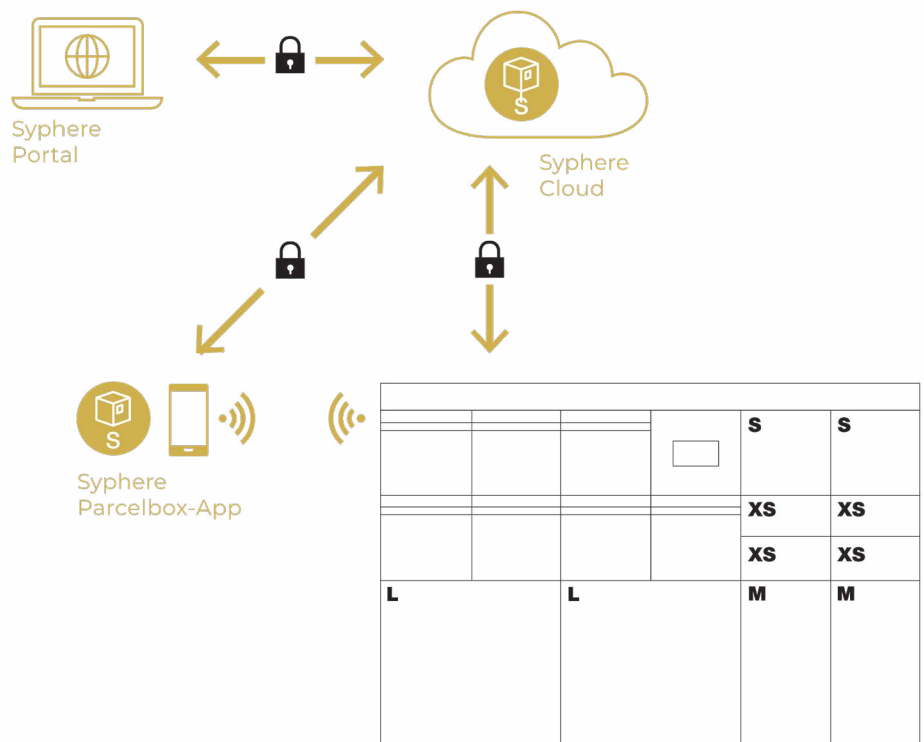 S
Syphere
Portal
Syphere
Cloud
S
Syphere
Parcelbox-App
S S
XS XS
XS XS
L L M M